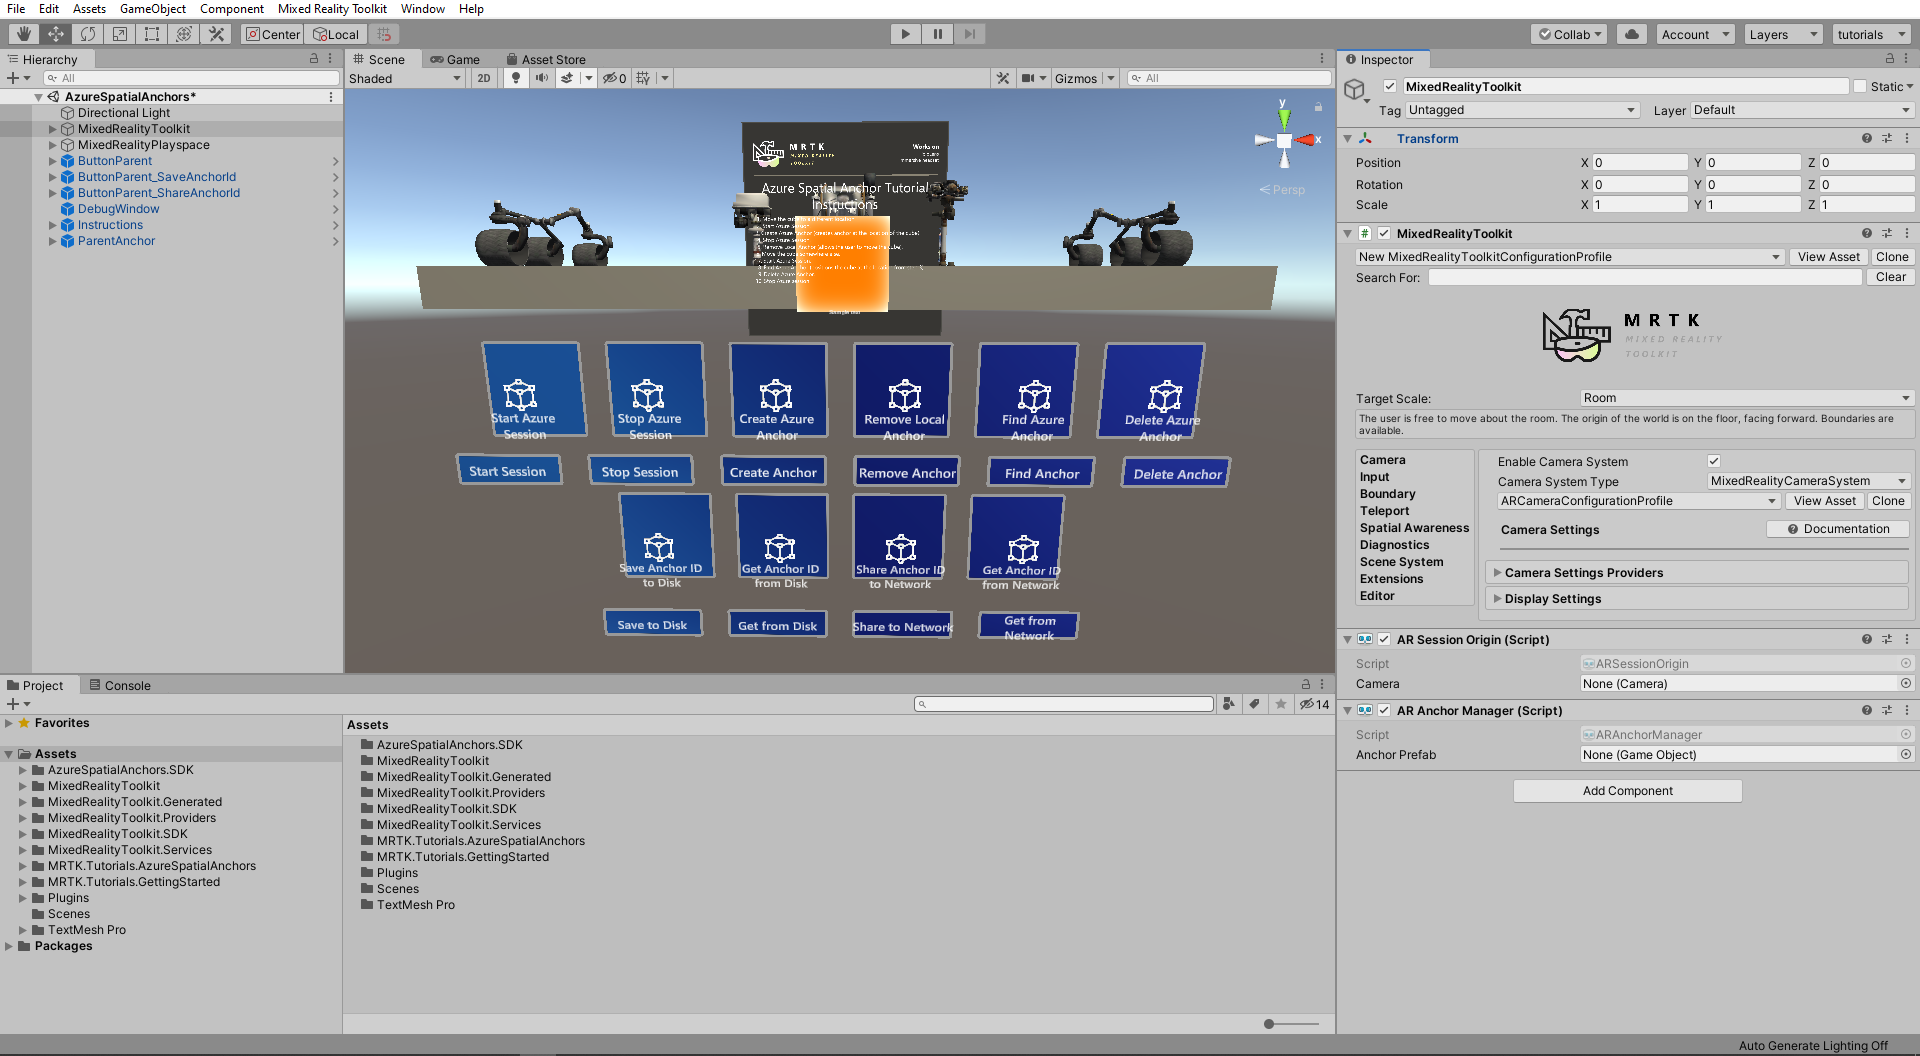 File Edit Assets GameObject Component Mixed Reality Toolkit Window Help
Center Local Collab Account Layers tutorials
Hierarchy
All
AzureSpatialAnchors*
Directional Light
MixedRealityToolkit
MixedRealityPlayspace
ButtonParent
ButtonParent_SaveAnchorId
ButtonParent_ShareAnchorId
DebugWindow
Instructions
ParentAnchor
Scene Game Asset Store
Shaded 2D 0 Gizmos All
y
x
Persp
MRTK
MIXED REALITY
TOOLKIT
Works on
Azure Spatial Anchor Tutorial
Instructions
Start Azure
Session
Stop Azure
Session
Create Azure
Anchor
Remove Local
Anchor
Find Azure
Anchor
Delete Azure
Anchor
Start Session
Stop Session
Create Anchor
Remove Anchor
Find Anchor
Delete Anchor
Save Anchor ID
to Disk
Get Anchor ID
from Disk
Share Anchor ID
to Network
Get Anchor ID
from Network
Save to Disk
Get from Disk
Share to Network
Get from
Network
Project Console
14
Favorites
Assets
AzureSpatialAnchors.SDK
MixedRealityToolkit
MixedRealityToolkit.Generated
MixedRealityToolkit.Providers
MixedRealityToolkit.SDK
MixedRealityToolkit.Services
MRTK.Tutorials.AzureSpatialAnchors
MRTK.Tutorials.GettingStarted
Plugins
Scenes
TextMesh Pro
Packages
Assets
AzureSpatialAnchors.SDK
MixedRealityToolkit
MixedRealityToolkit.Generated
MixedRealityToolkit.Providers
MixedRealityToolkit.SDK
MixedRealityToolkit.Services
MRTK.Tutorials.AzureSpatialAnchors
MRTK.Tutorials.GettingStarted
Plugins
Scenes
TextMesh Pro
Inspector
MixedRealityToolkit Static
Tag Untagged Layer Default
Transform
Position X 0 Y 0 Z 0
Rotation X 0 Y 0 Z 0
Scale X 1 Y 1 Z 1
# MixedRealityToolkit
New MixedRealityToolkitConfigurationProfile View Asset Clone
Search For: Clear
MRTK
MIXED REALITY
TOOLKIT
Target Scale: Room
The user is free to move about the room. The origin of the world is on the floor, facing forward. Boundaries are
available.
Camera
Input
Boundary
Teleport
Spatial Awareness
Diagnostics
Scene System
Extensions
Editor
Enable Camera System
Camera System Type MixedRealityCameraSystem
ARCameraConfigurationProfile View Asset Clone
Camera Settings Documentation
Camera Settings Providers
Display Settings
AR Session Origin (Script)
Script ARSessionOrigin
Camera None (Camera)
AR Anchor Manager (Script)
Script ARAnchorManager
Anchor Prefab None (Game Object)
Add Component
Auto Generate Lighting Off